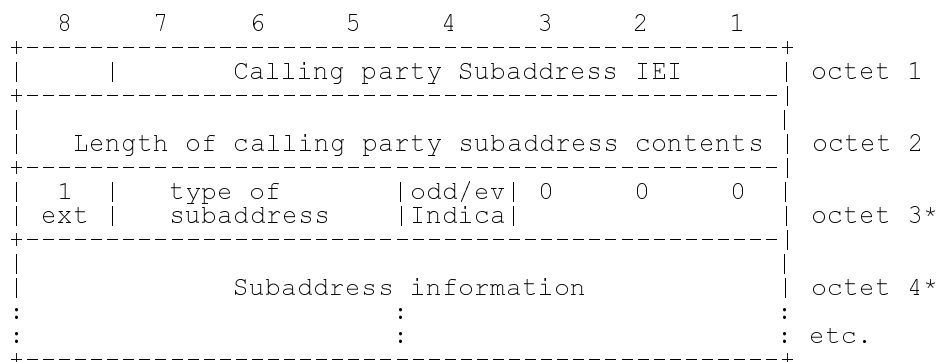 8 7 6 5 4 3 2 1
Calling party Subaddress IEI octet 1
Length of calling party subaddress contents octet 2
1 type of odd/ev 0 0 0
ext subaddress Indica octet 3*
Subaddress information octet 4*
: : :
: : : etc.